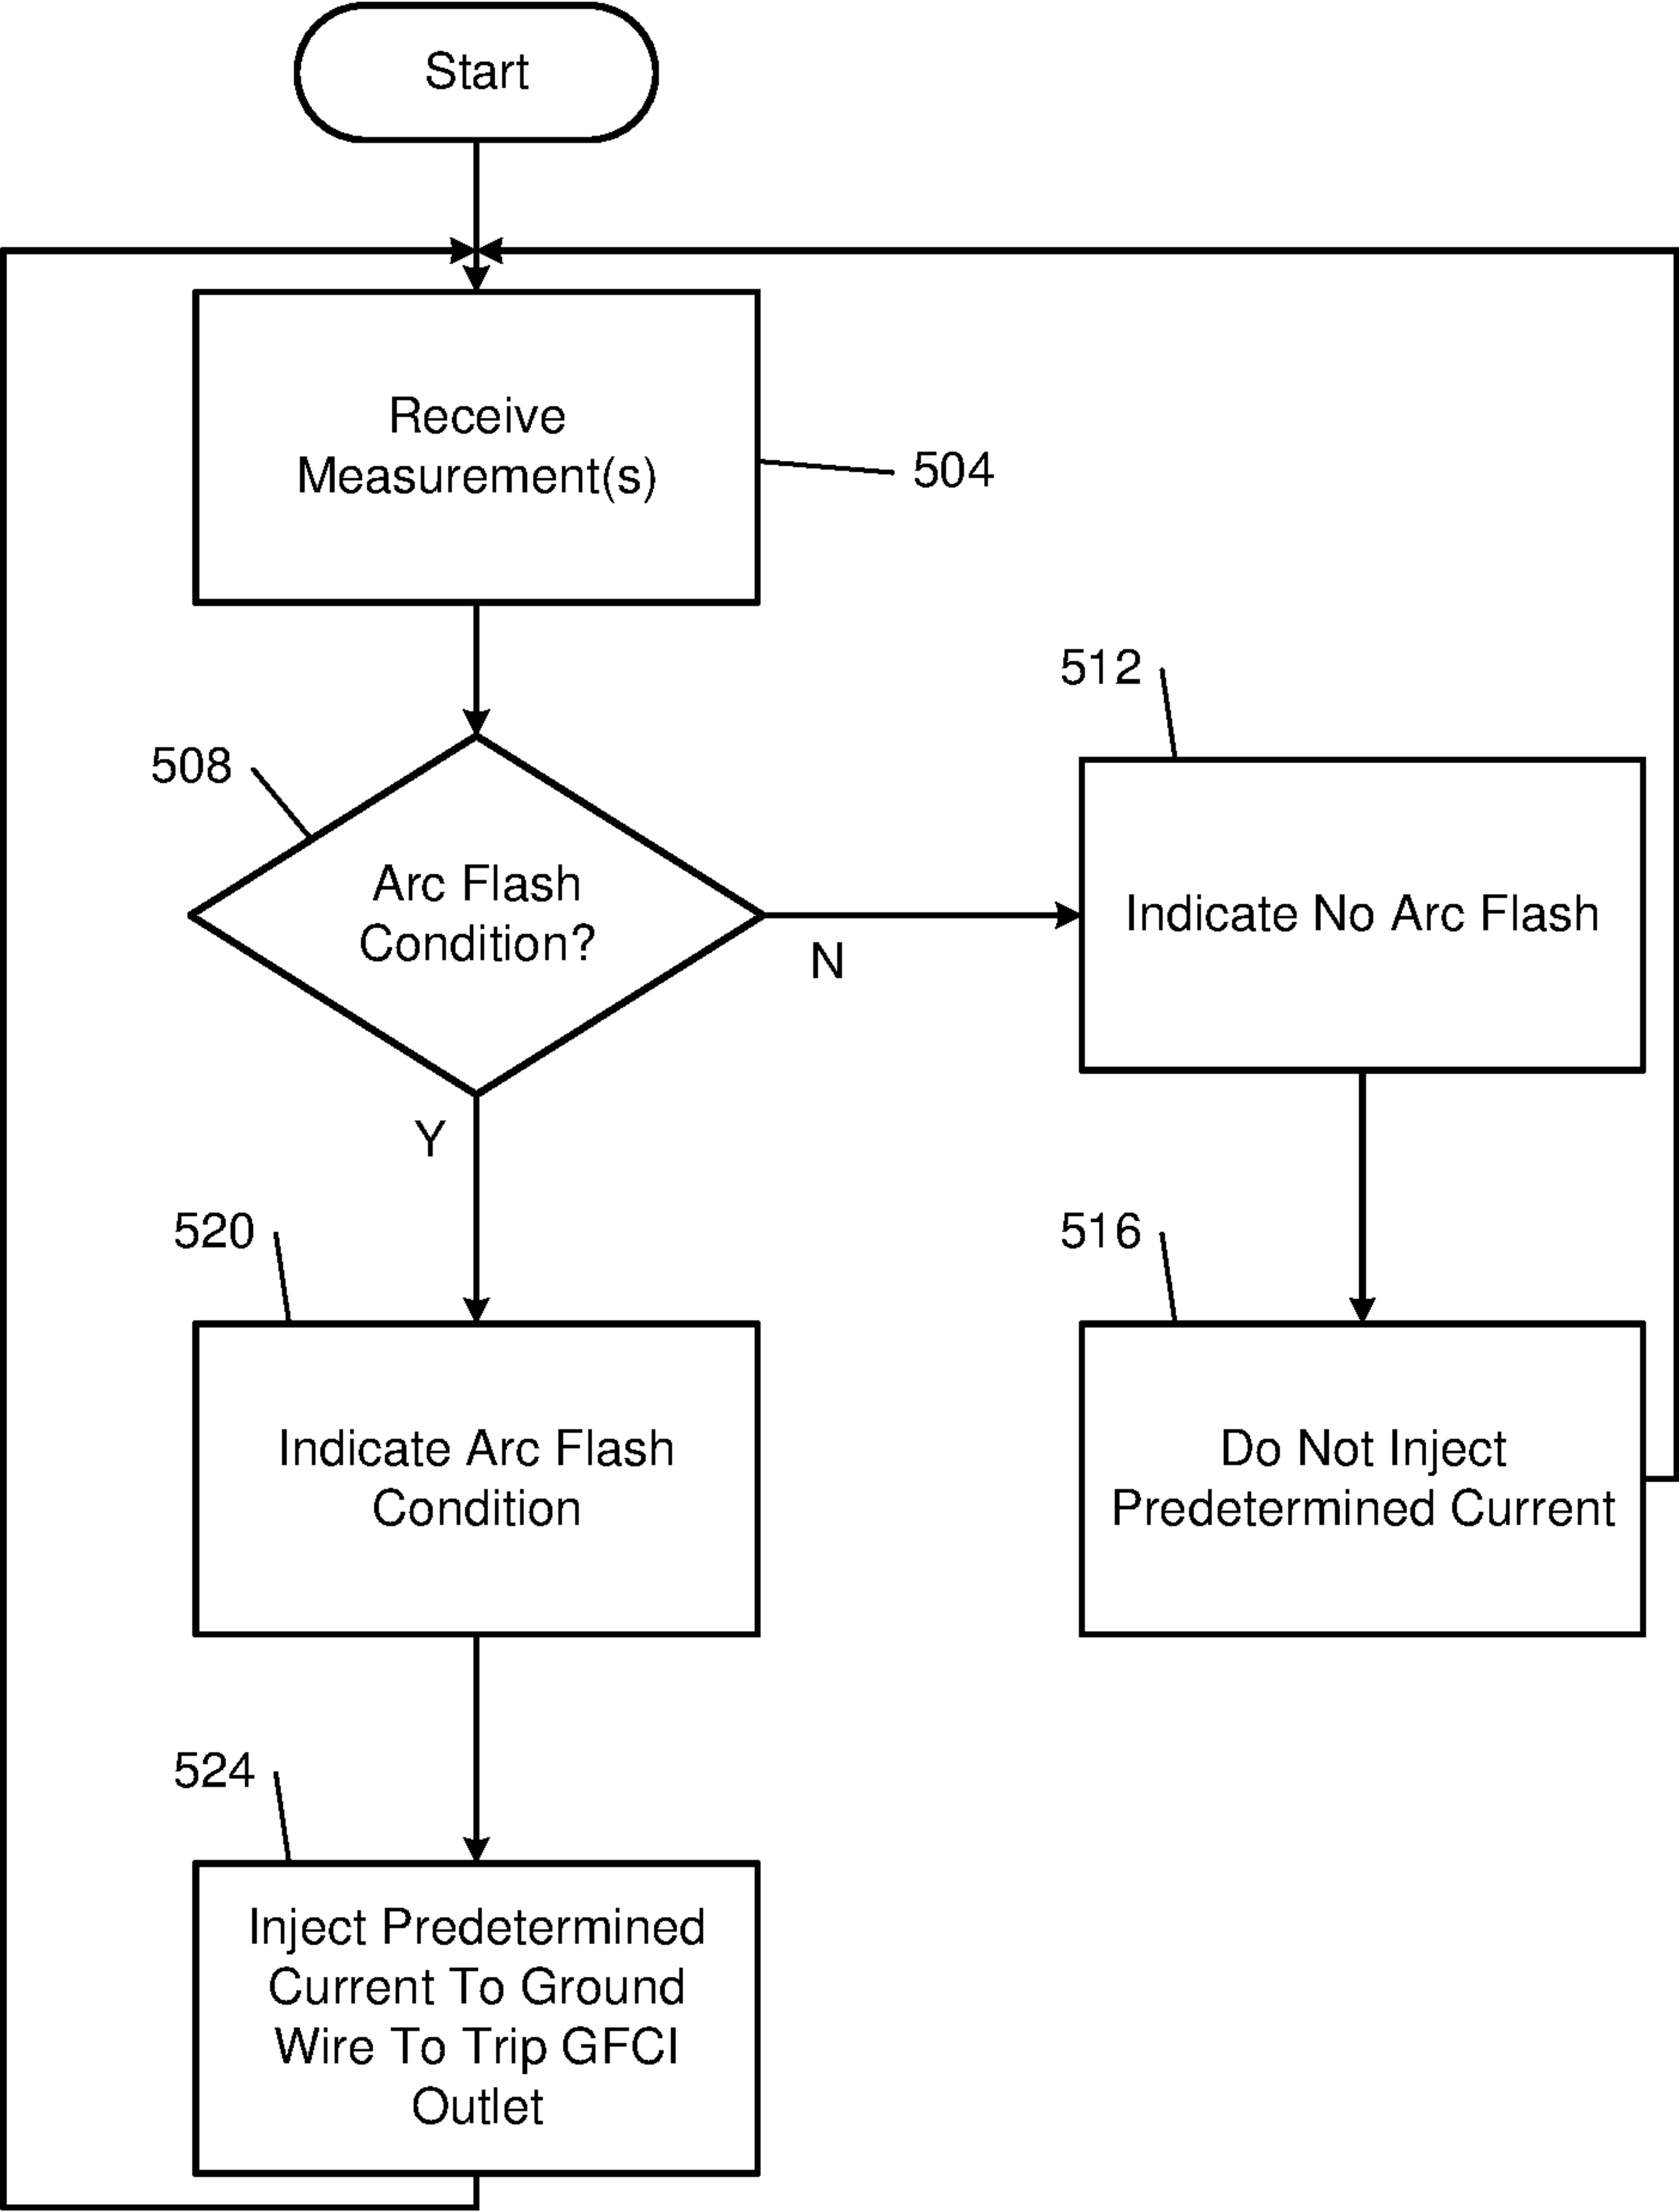 Start
Receive
Measurement(s)
504
508
Arc Flash
Condition?
N
Y
512
Indicate No Arc Flash
520
Indicate Arc Flash
Condition
516
Do Not Inject
Predetermined Current
524
Inject Predetermined
Current To Ground
Wire To Trip GFCI
Outlet